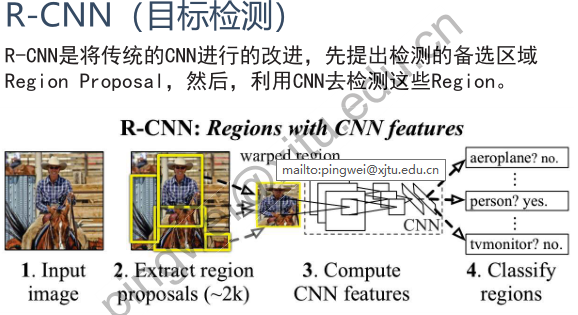 R-CNN（目标检测）
R-CNN是将传统的CNN进行的改进，先提出检测的备选区域
Region Proposal，然后，利用CNN去检测这些Region。
R-CNN: Regions with CNN features
warped region
mailto:pingwei@xjtu.edu.cn
aeroplane? no.
⋮
person? yes.
⋮
tvmonitor? no.
CNN
1. Input image
2. Extract region proposals (~2k)
3. Compute CNN features
4. Classify regions
pingwei@xjtu.edu.cn